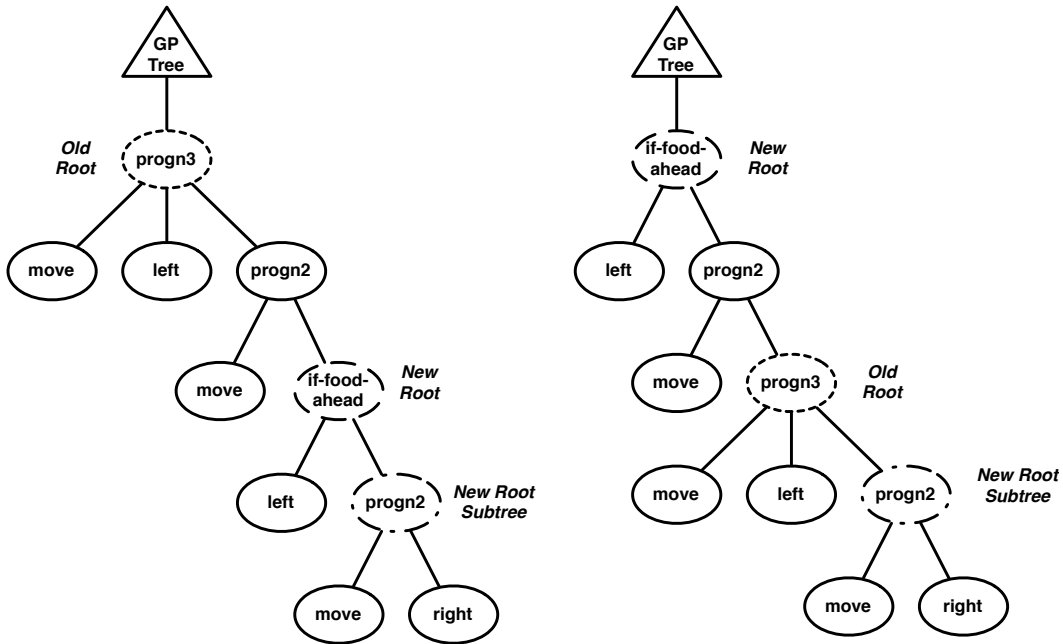 GP
Tree
Old
Root
progn3
move
left
progn2
move
if-food-
ahead
New
Root
left
progn2
New Root
Subtree
move
right
GP
Tree
if-food-
ahead
New
Root
left
progn2
move
progn3
Old
Root
move
left
progn2
New Root
Subtree
move
right